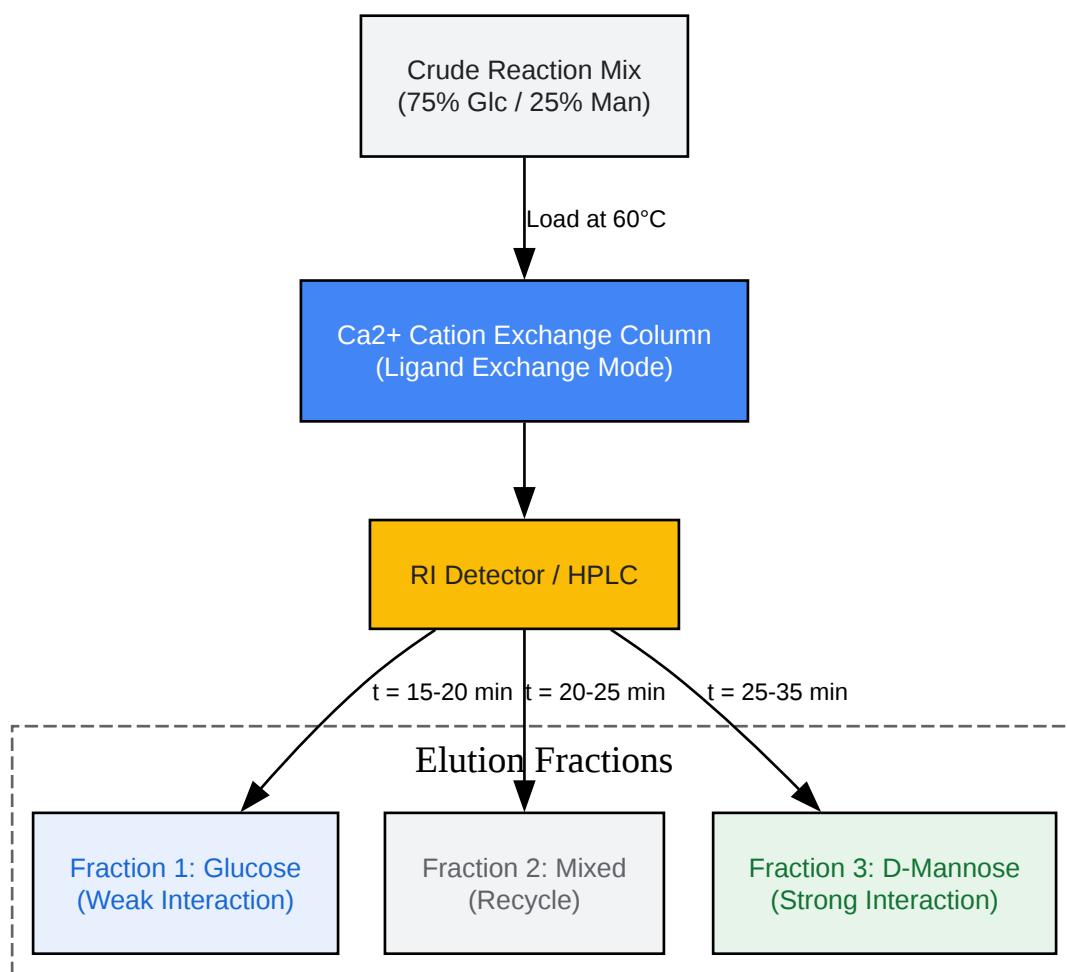 Crude Reaction Mix
(75% Glc / 25% Man)
Load at 60°C
Ca2+ Cation Exchange Column
(Ligand Exchange Mode)
RI Detector / HPLC
t = 15-20 min
t = 20-25 min
t = 25-35 min
Elution Fractions
Fraction 1: Glucose
(Weak Interaction)
Fraction 2: Mixed
(Recycle)
Fraction 3: D-Mannose
(Strong Interaction)